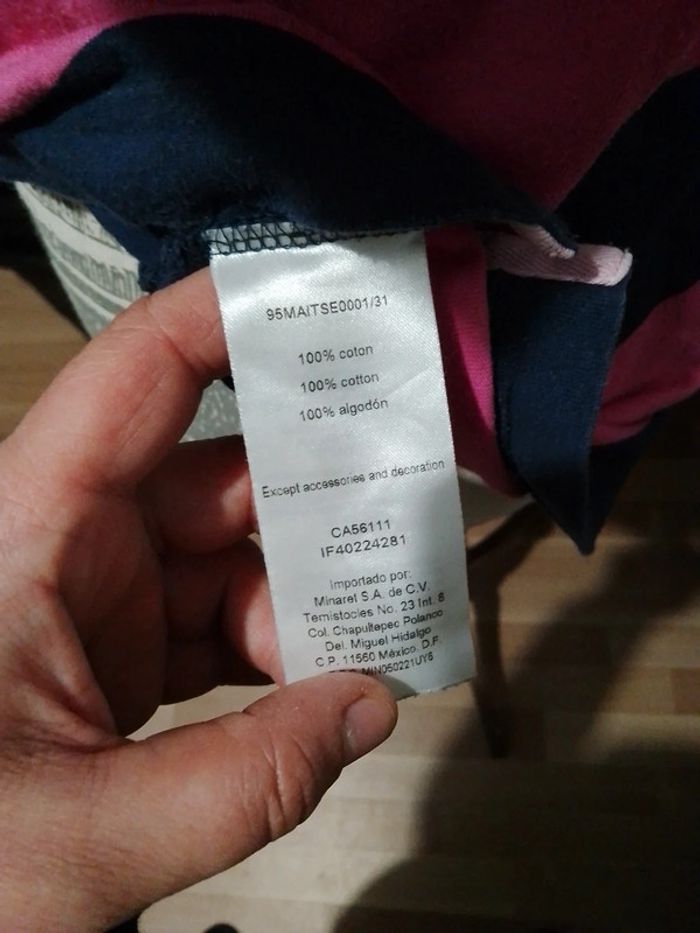 95MAITSE0001/31
100% coton
100% cotton
100% algodón
Except accessories and decoration
CA56111
IF40224281
Importado por:
Minaret S.A. de C.V.
Temistocles No. 23 Int. 8
Col. Chapultepec Polanco
Del. Miguel Hidalgo
C.P. 11560 México. D.F.
MIN050221UY6